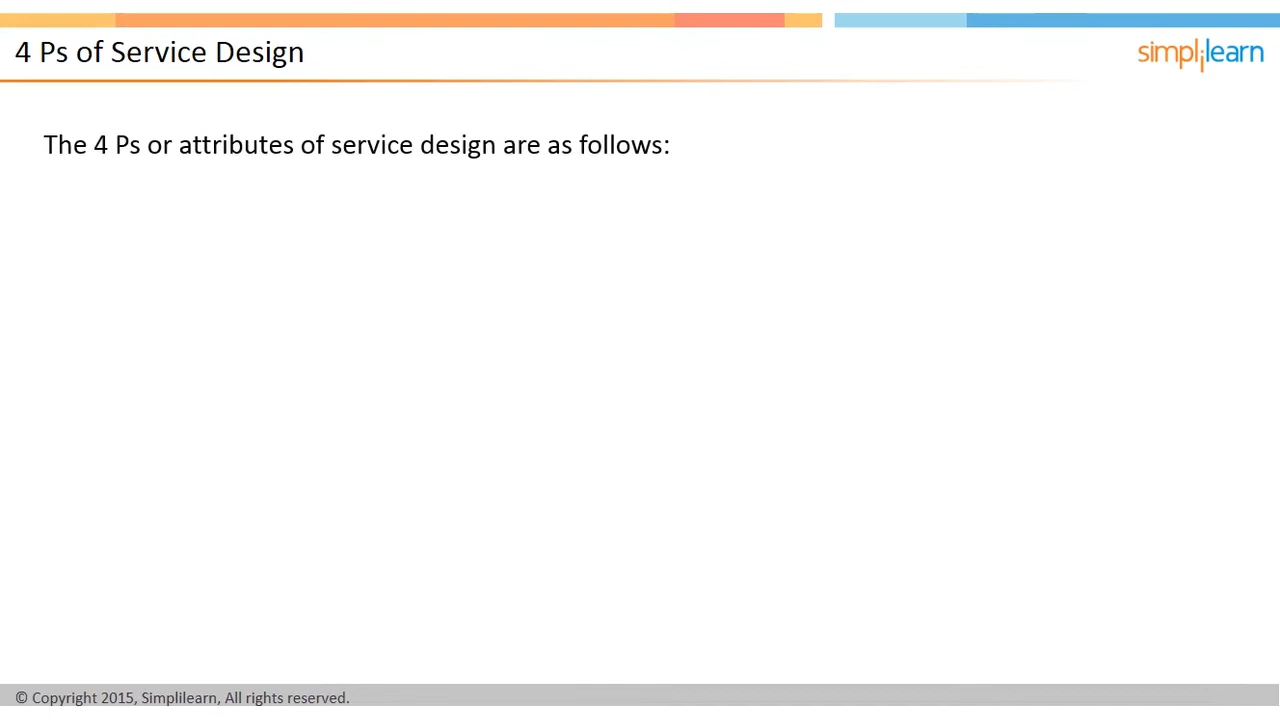 4 Ps of Service Design
simplilearn
The 4 Ps or attributes of service design are as follows:
© Copyright 2015, Simplilearn, All rights reserved.